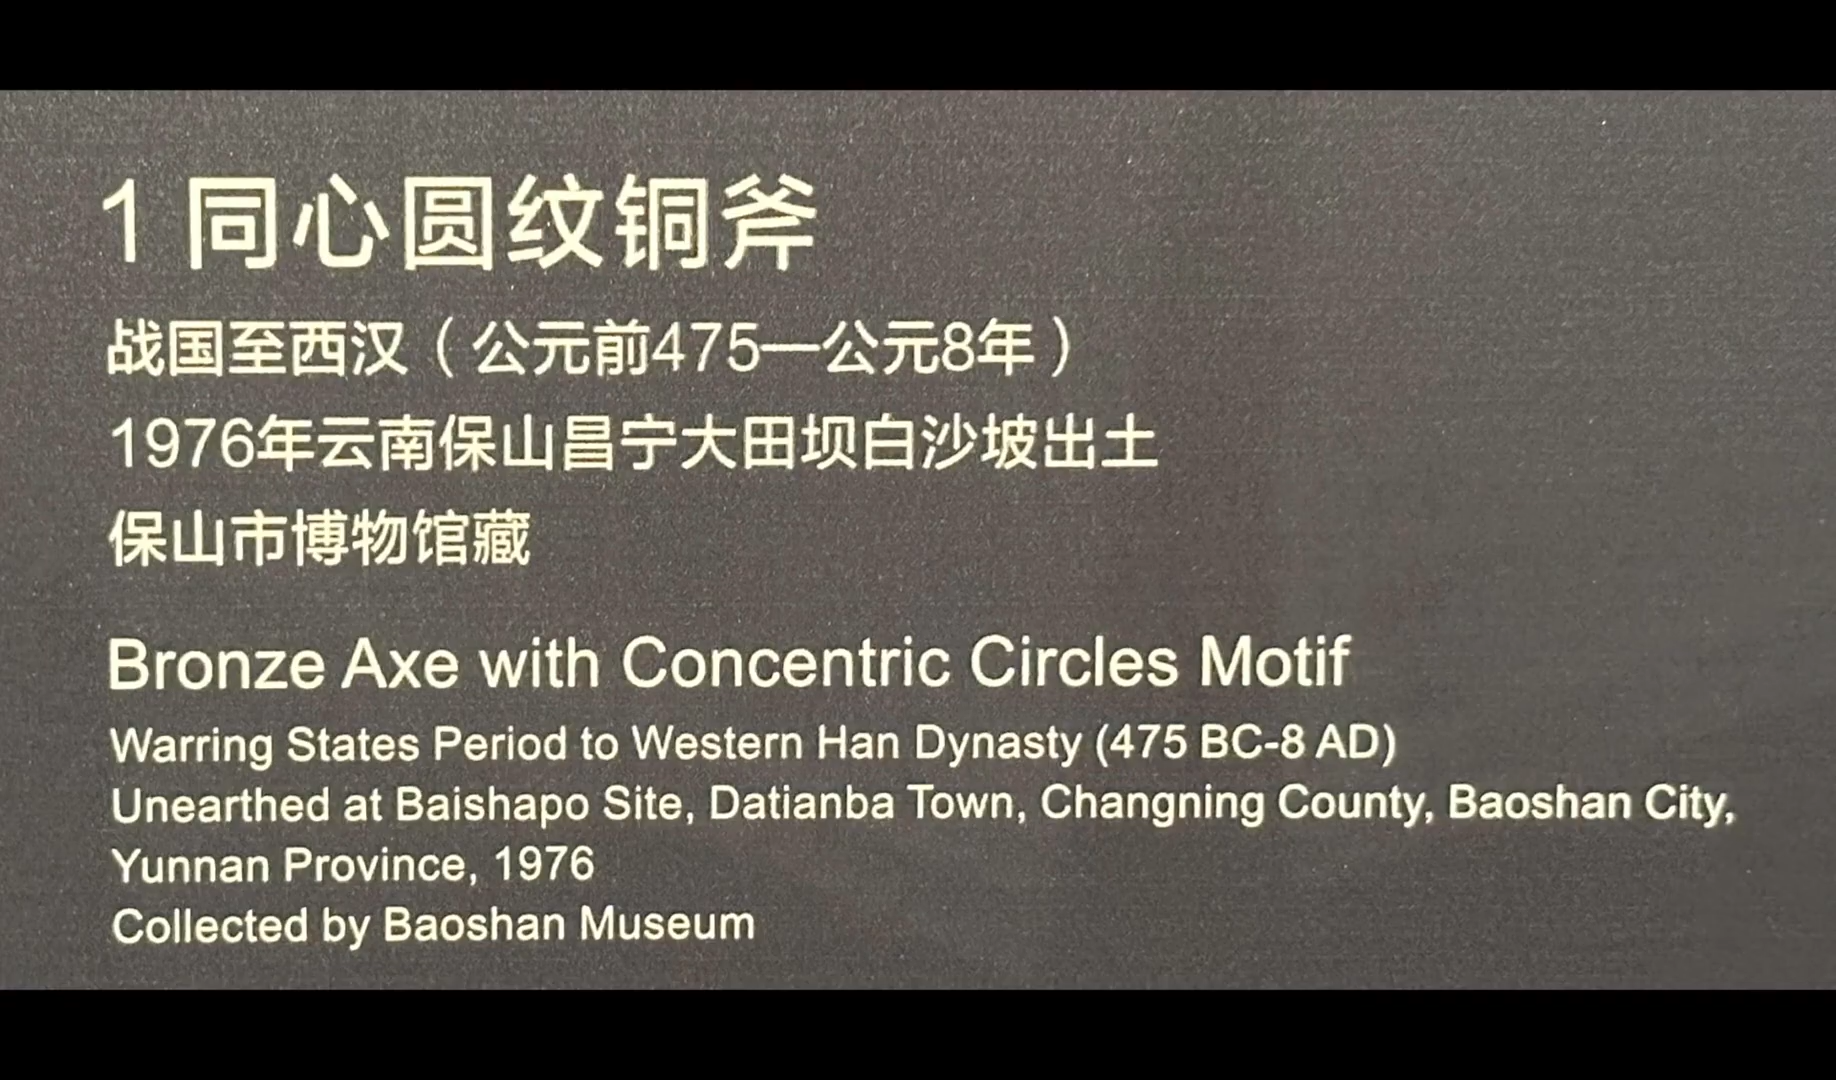 1 同心圆纹铜斧
战国至西汉（公元前475—公元8年）
1976年云南保山昌宁大田坝白沙坡出土
保山市博物馆藏
Bronze Axe with Concentric Circles Motif
Warring States Period to Western Han Dynasty (475 BC-8 AD)
Unearthed at Baishapo Site, Datianba Town, Changning County, Baoshan City,
Yunnan Province, 1976
Collected by Baoshan Museum